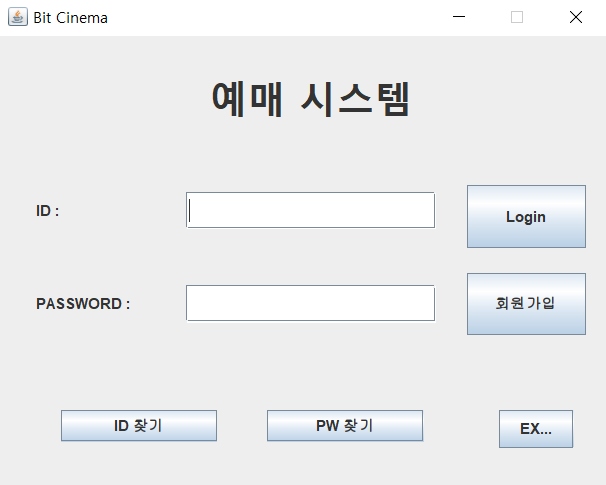 Bit Cinema
예매 시스템
ID :
Login
PASSWORD :
회원가입
ID 찾기
PW 찾기
EX...